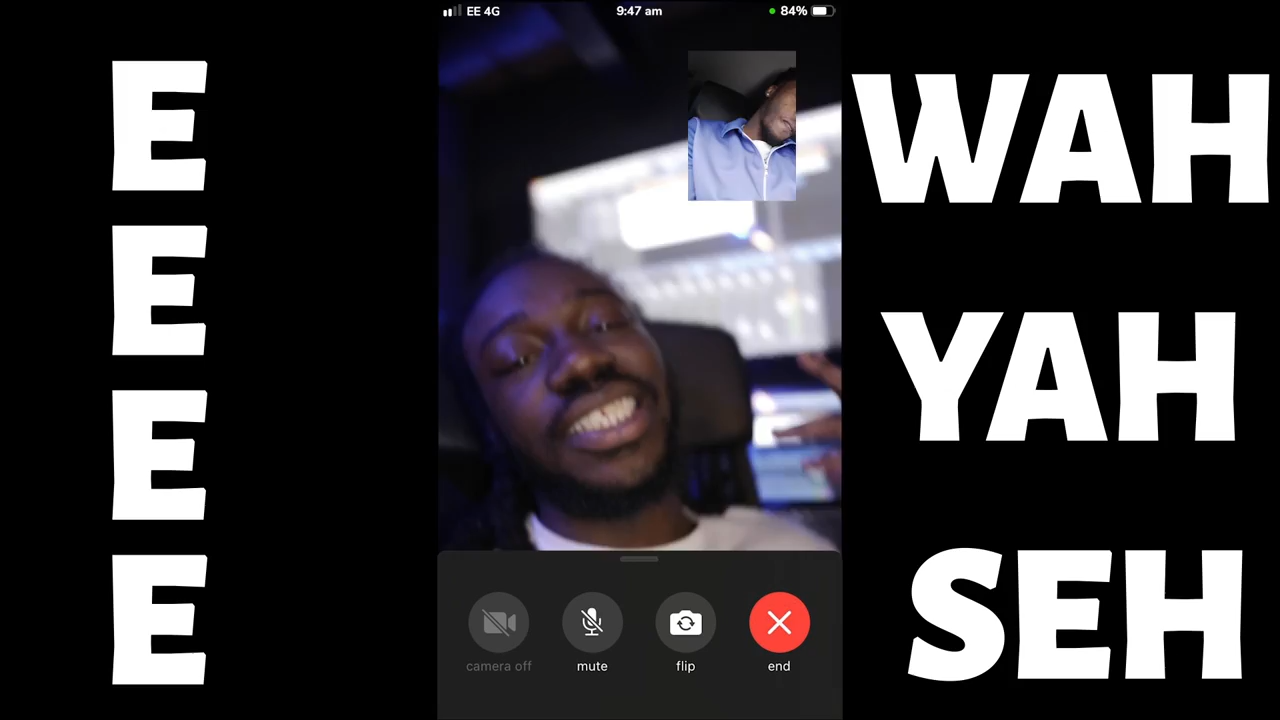 EE 4G 9:47 am 84%
E
E
E
E
WAH
YAH
SEH
camera off mute flip end